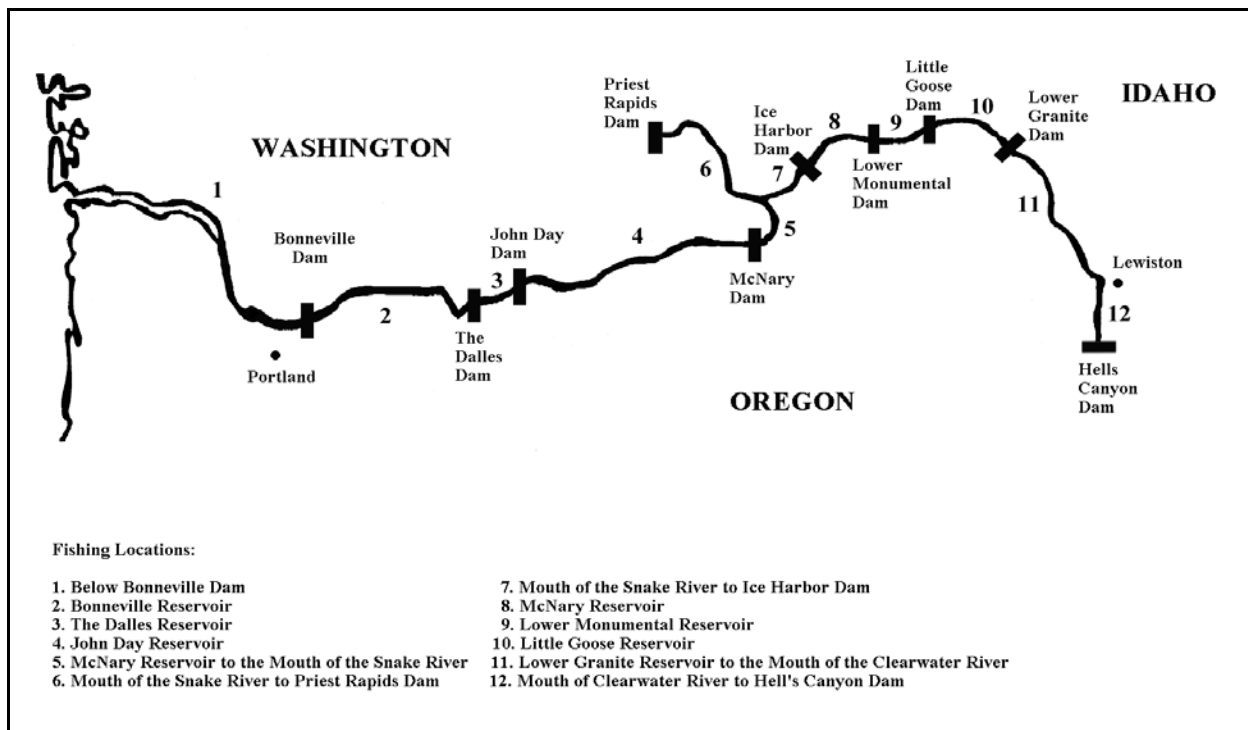 Priest
Rapids
Dam
Little
Goose
Dam
IDAHO
WASHINGTON
Ice
Harbor
Dam
8
9
10
Lower
Granite
Dam
6
7
Lower
Monumental
Dam
1
11
Bonneville
Dam
John Day
Dam
4
5
McNary
Dam
Lewiston
2
3
12
The
Dalles
Dam
Portland
Hells
Canyon
Dam
OREGON
Fishing Locations:
1. Below Bonneville Dam
2. Bonneville Reservoir
3. The Dalles Reservoir
4. John Day Reservoir
5. McNary Reservoir to the Mouth of the Snake River
6. Mouth of the Snake River to Priest Rapids Dam
7. Mouth of the Snake River to Ice Harbor Dam
8. McNary Reservoir
9. Lower Monumental Reservoir
10. Little Goose Reservoir
11. Lower Granite Reservoir to the Mouth of the Clearwater River
12. Mouth of Clearwater River to Hell's Canyon Dam